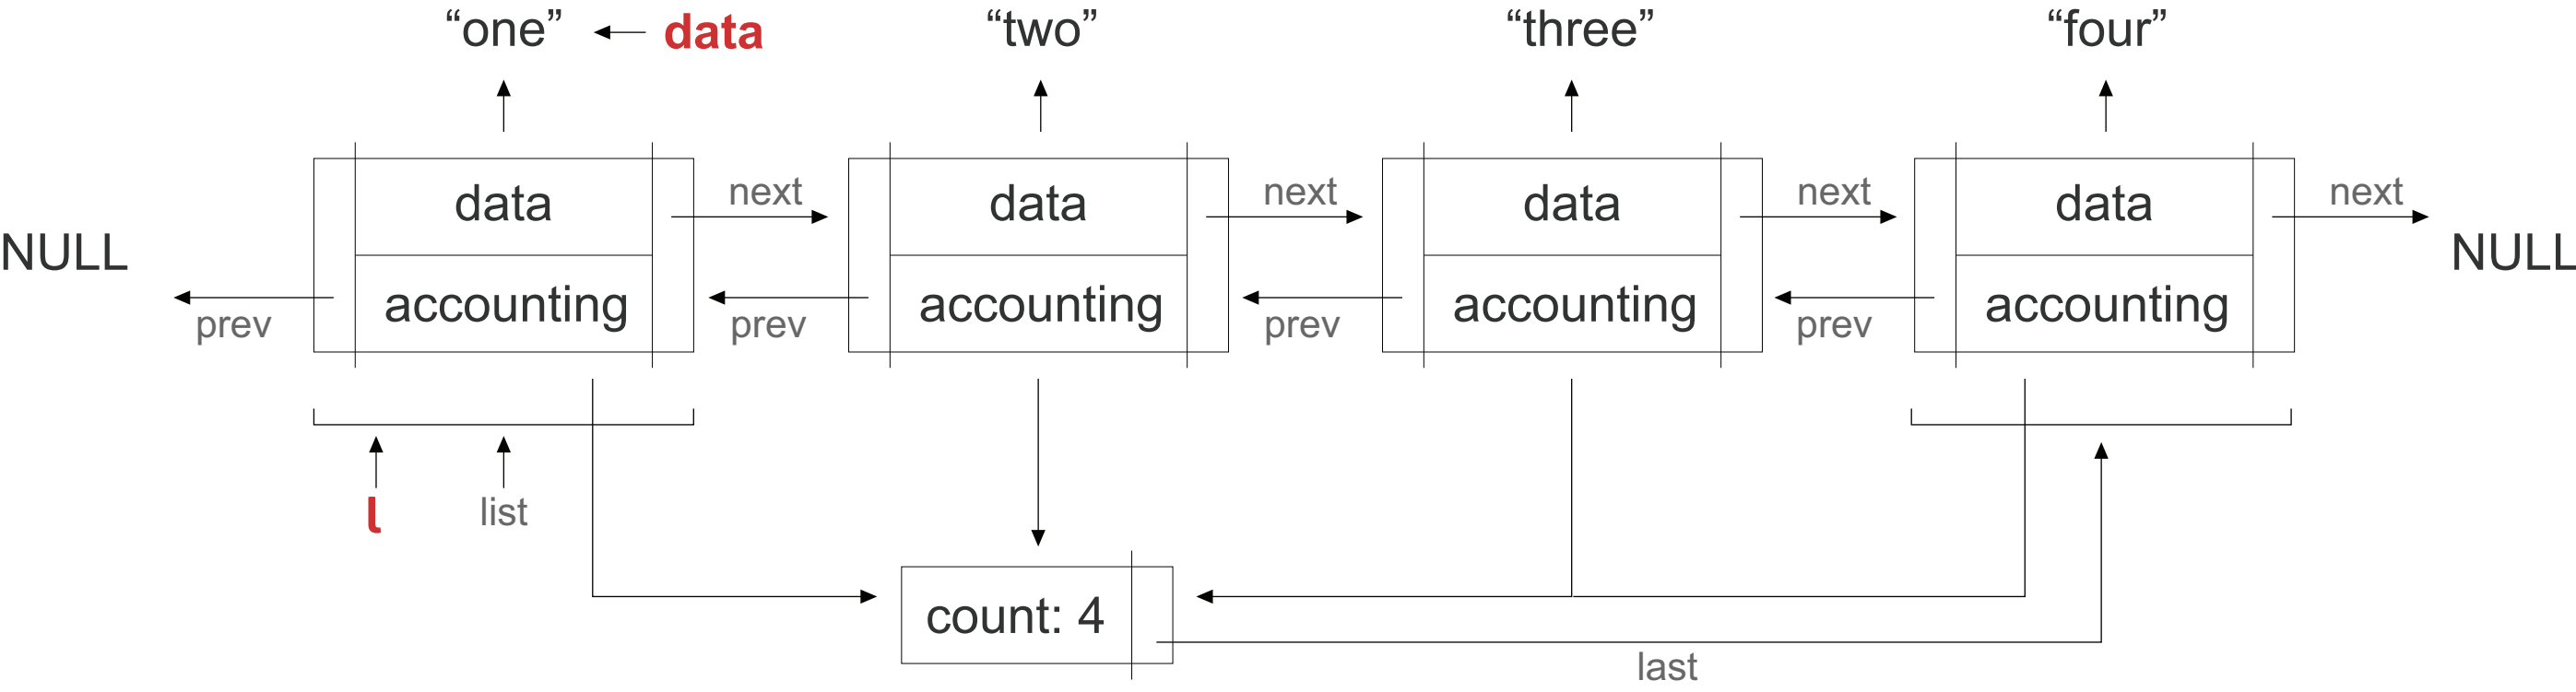 “one” data “two” “three” “four”
data next data next data next data next
NULL NULL
accounting accounting accounting accounting
prev prev prev prev
l list
count: 4
last